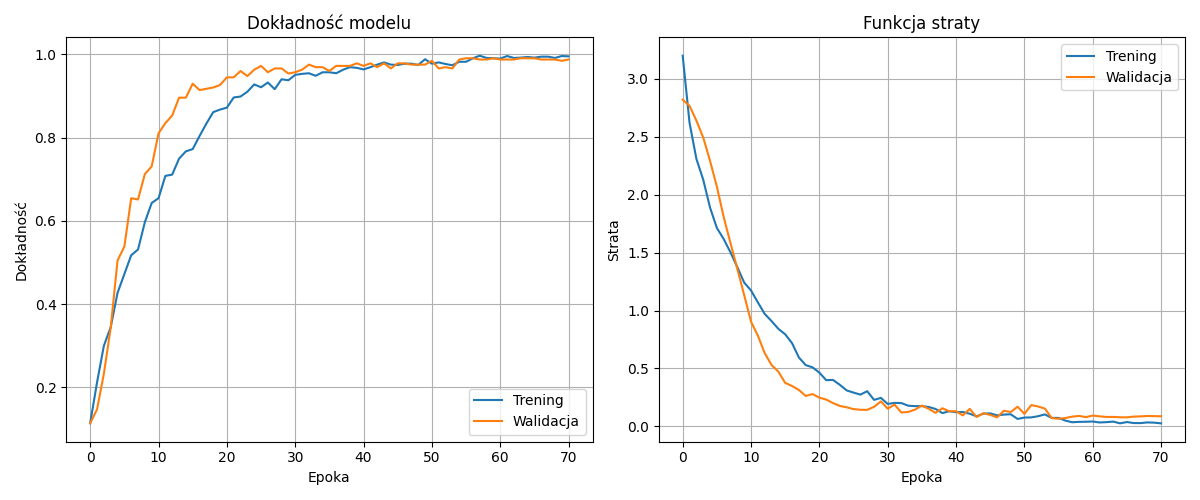 Dokładność modelu
Dokładność
1.0
0.8
0.6
0.4
0.2
0 10 20 30 40 50 60 70
Epoka
Trening
Walidacja
Funkcja straty
Strata
3.0
2.5
2.0
1.5
1.0
0.5
0.0
0 10 20 30 40 50 60 70
Epoka
Trening
Walidacja